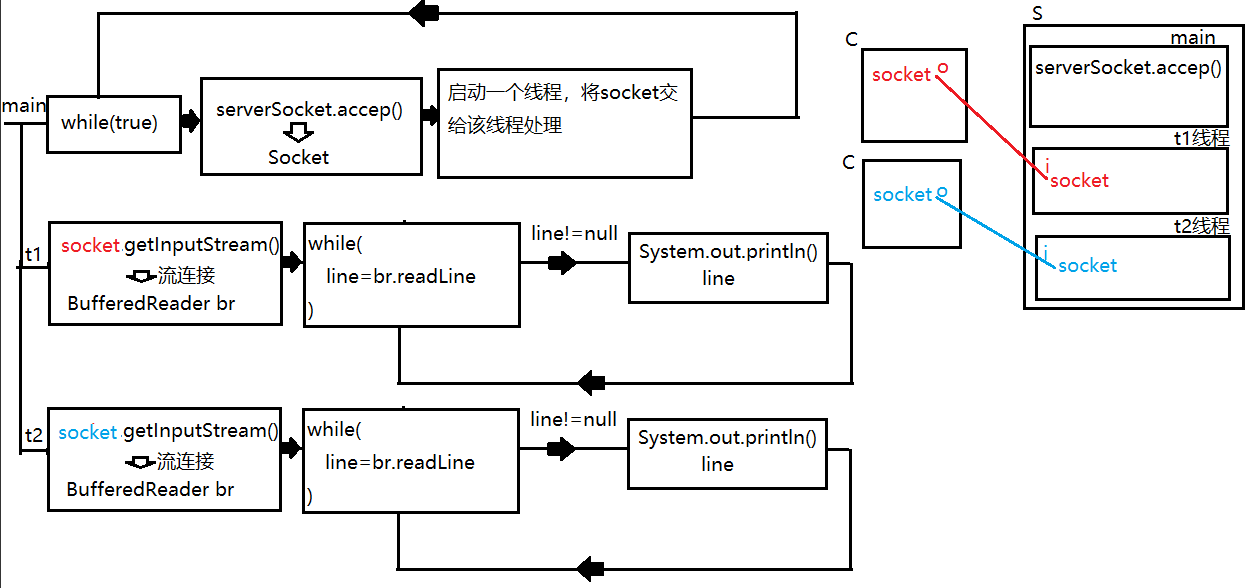 main
while(true)
serverSocket.accep()
Socket
启动一个线程，将socket交
给该线程处理
t1
socket.getInputStream()
流连接
BufferedReader br
while(
line=br.readLine
)
line!=null
System.out.println()
line
t2
socket.getInputStream()
流连接
BufferedReader br
while(
line=br.readLine
)
line!=null
System.out.println()
line
C
socket o
C
socket o
S
main
serverSocket.accep()
t1线程
i
socket
t2线程
i
socket